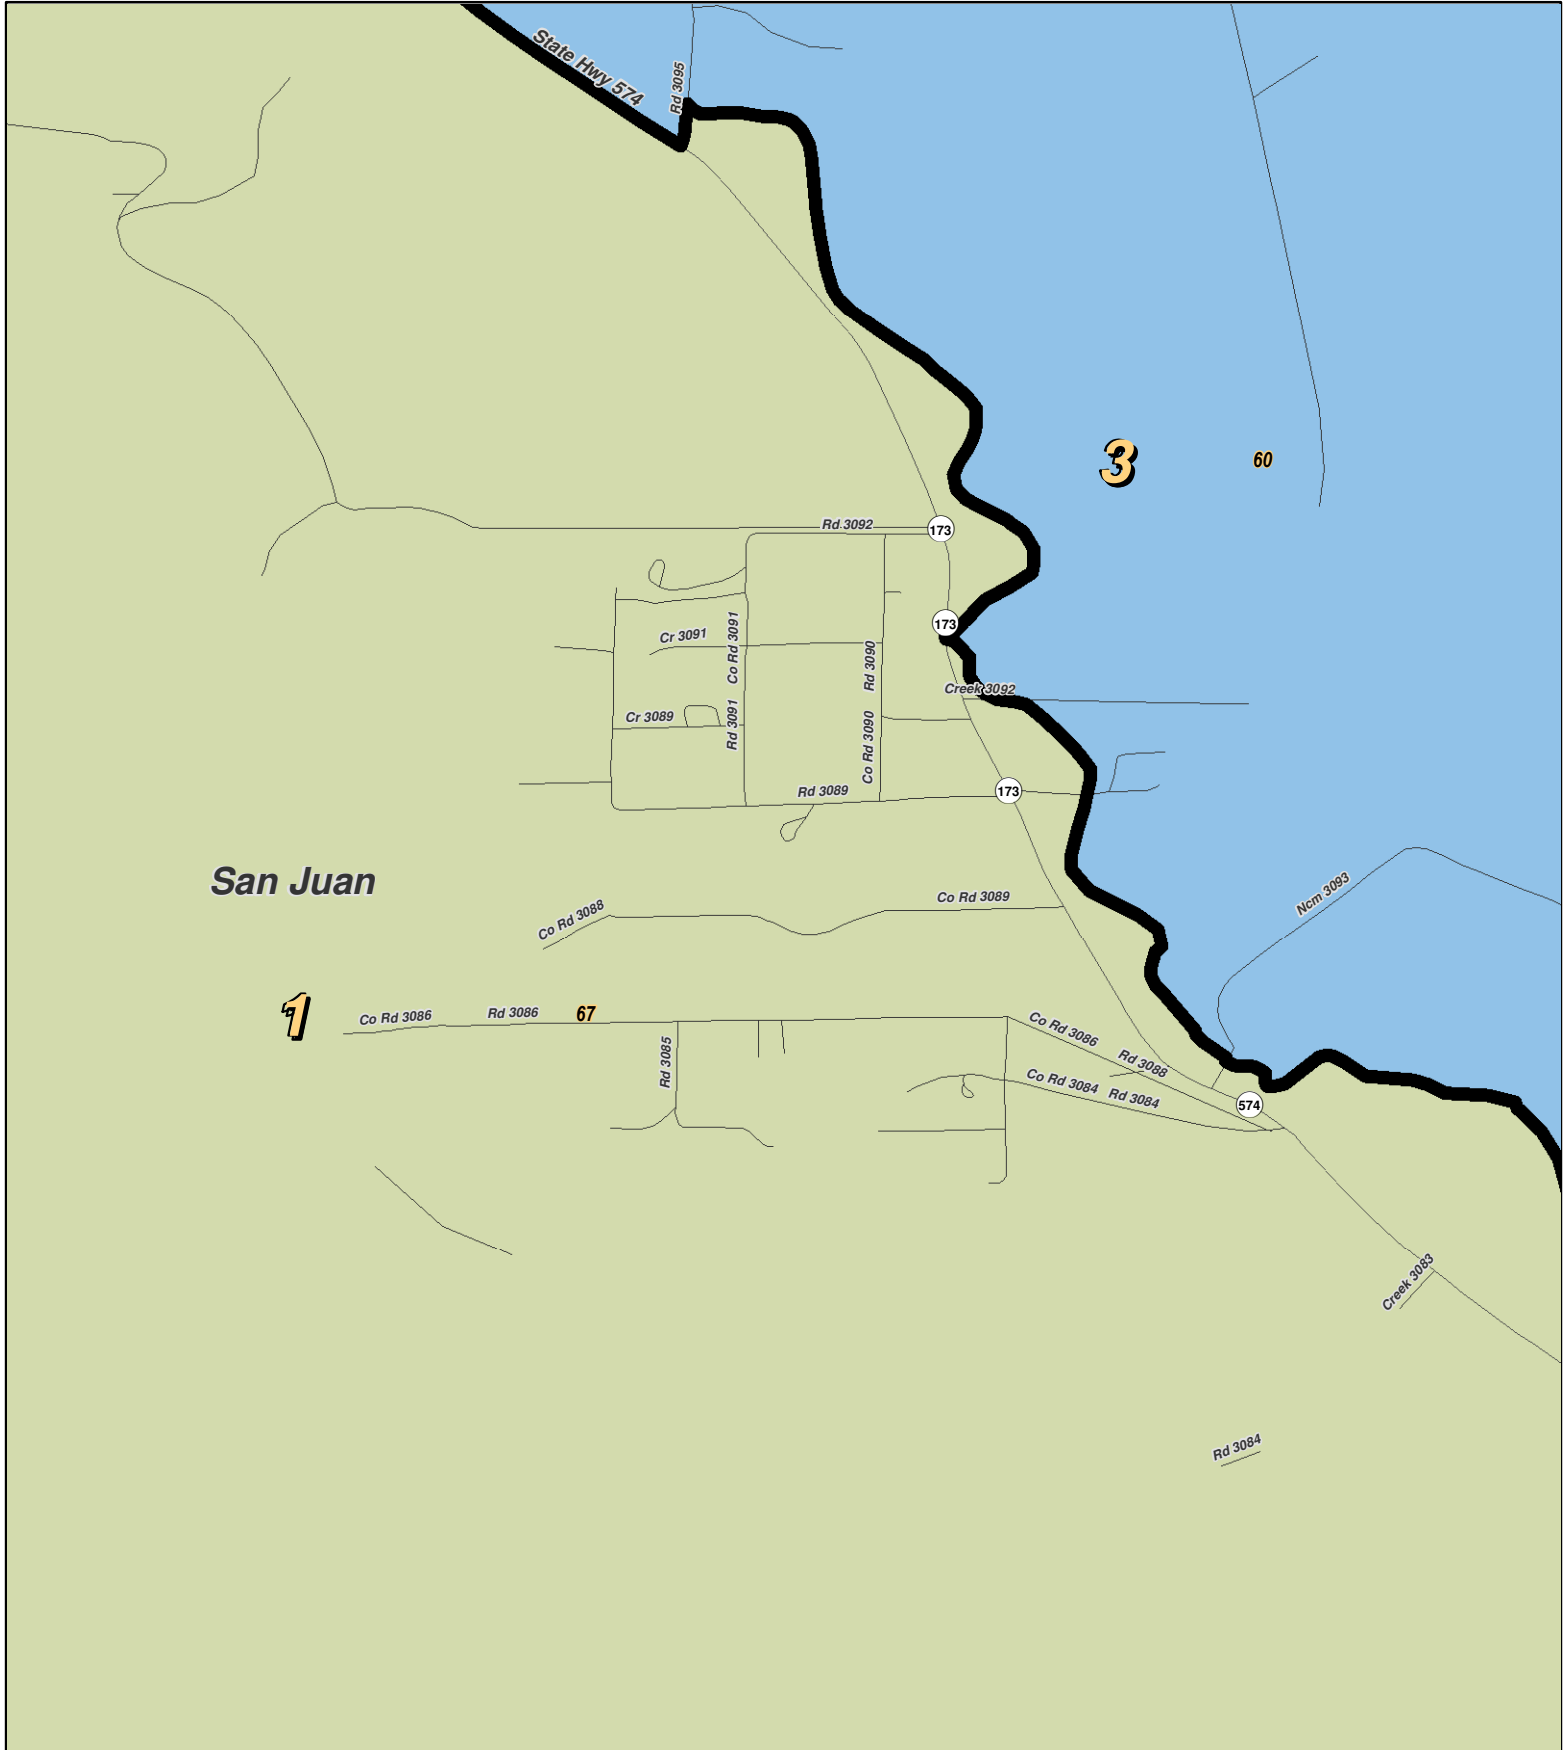 State Hwy 574
Rd 3095
3
60
Rd 3092
173
173
Cr 3091
Co Rd 3091
Rd 3090
Creek 3092
Cr 3089
Rd 3091
Co Rd 3090
Rd 3089
173
San Juan
Ncm 3093
Co Rd 3088
Co Rd 3089
1
Co Rd 3086
Rd 3086
67
Co Rd 3086
Rd 3088
Rd 3085
Co Rd 3084
Rd 3084
574
Creek 3083
Rd 3084